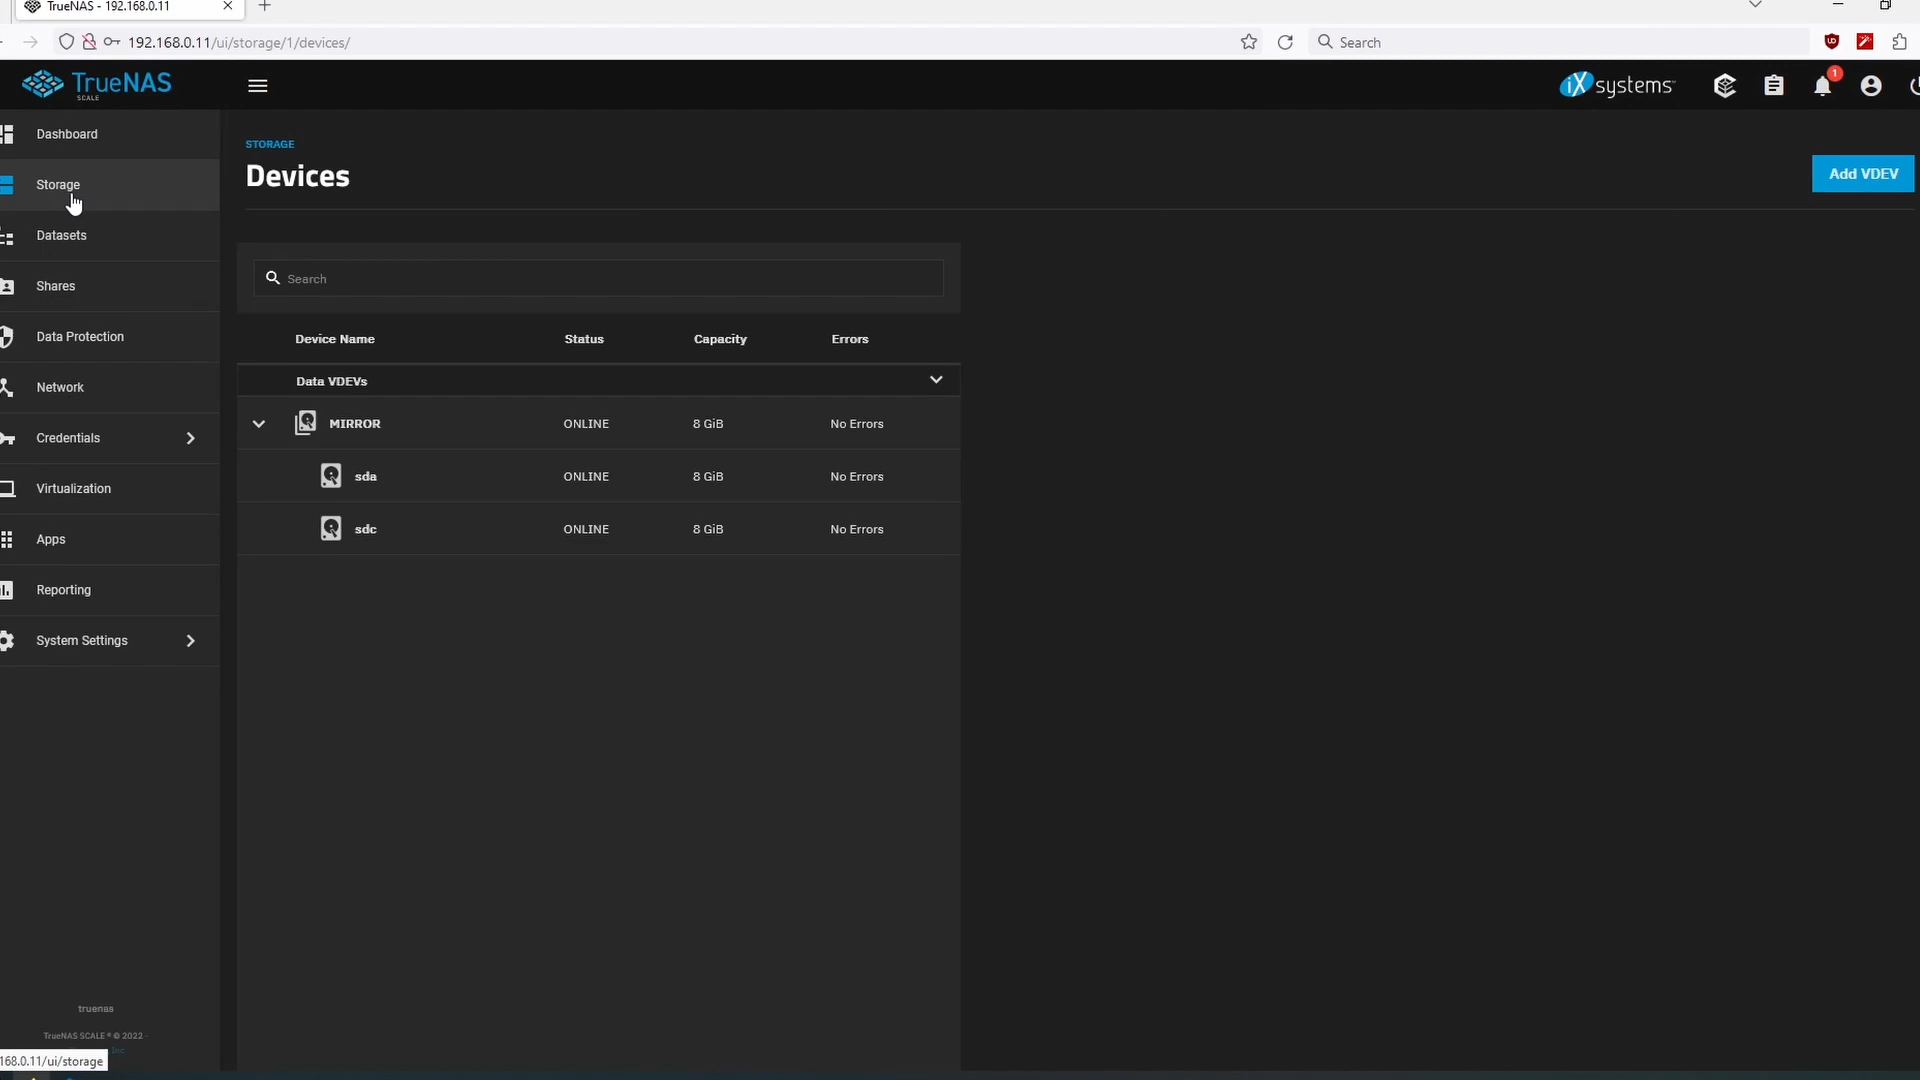 TrueNAS - 192.168.0.11
192.168.0.11/ui/storage/1/devices/
Search
TrueNAS
SCALE
iX systems
1
Dashboard
Storage
Datasets
Shares
Data Protection
Network
Credentials
Virtualization
Apps
Reporting
System Settings
truenas
TrueNAS SCALE ® © 2022 -
Inc
168.0.11/ui/storage
STORAGE
Devices
Add VDEV
Search
Device Name Status Capacity Errors
Data VDEVs
MIRROR ONLINE 8 GiB No Errors
sda ONLINE 8 GiB No Errors
sdc ONLINE 8 GiB No Errors